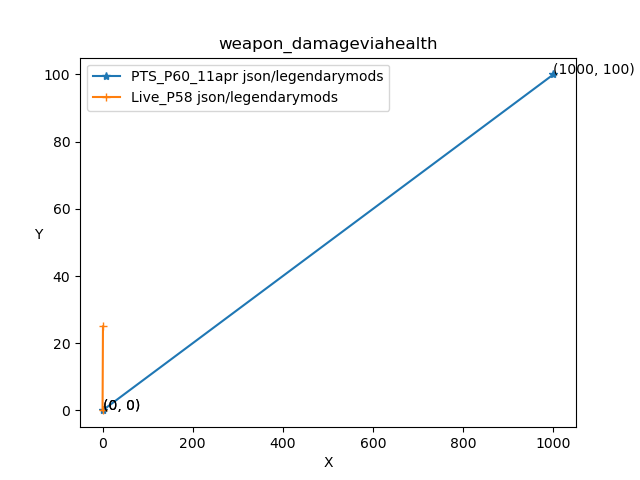 weapon_damageviahealth
PTS_P60_11apr json/legendarymods
Live_P58 json/legendarymods
(1000, 100)
100
80
60
Y
40
20
0
(0, 0)
0
200
400
600
800
1000
X